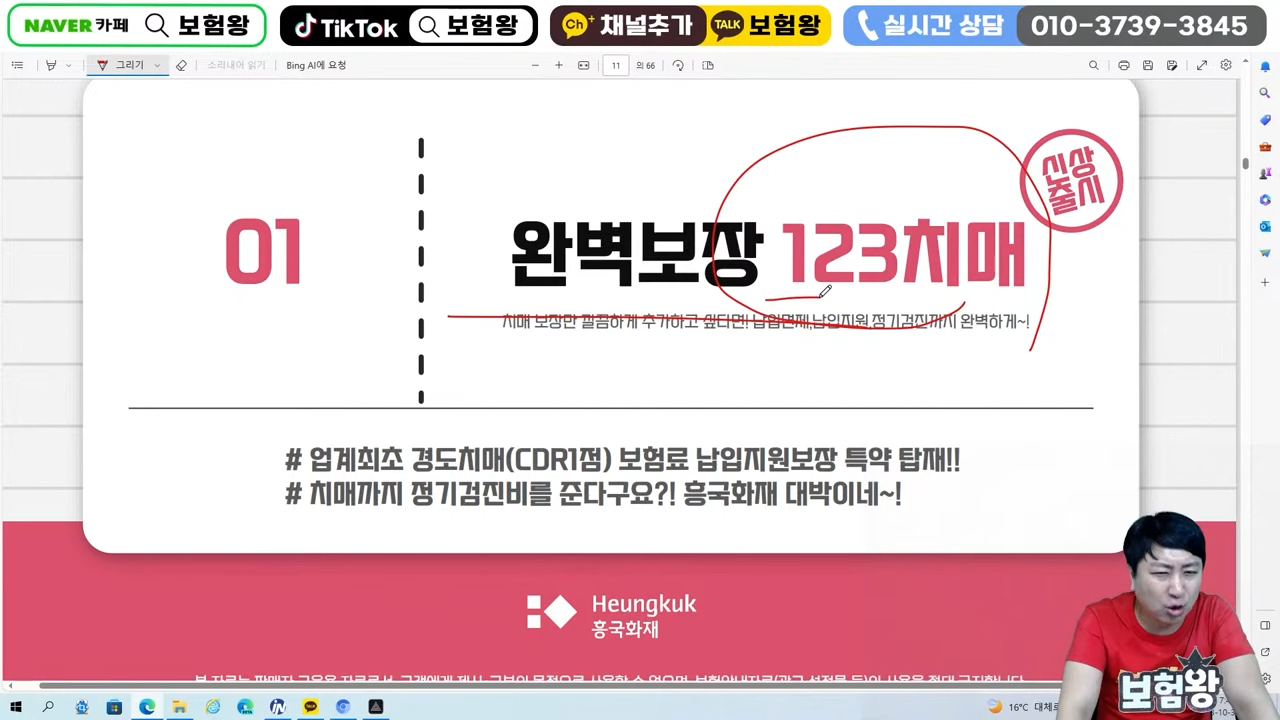 NAVER 카페 보험왕 TikTok 보험왕 Ch+ 채널추가 TALK 보험왕 실시간 상담 010-3739-3845
그리기 소리내어 읽기 Bing AI에 요청 11 의 66
신상
출시
01
완벽보장 123치매
치매 보장만 깔끔하게 추가하고 싶다면! 납입면제,납입지원,정기검진까지 완벽하게~!
# 업계최초 경도치매(CDR1점) 보험료 납입지원보장 특약 탑재!!
# 치매까지 정기검진비를 준다구요?! 흥국화재 대박이네~!
Heungkuk
흥국화재
보험왕
16°C